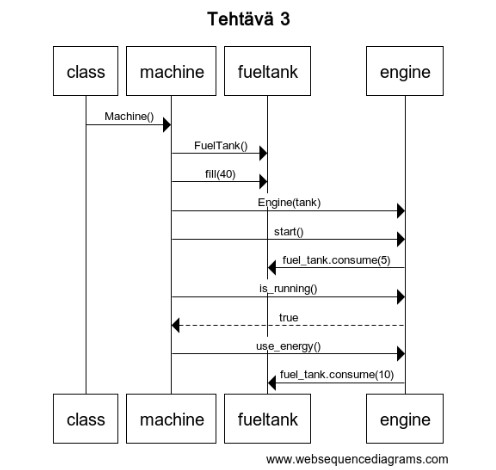 Tehtävä 3
class machine fueltank engine
Machine()
FuelTank()
fill(40)
Engine(tank)
start()
fuel_tank.consume(5)
is_running()
true
use_energy()
fuel_tank.consume(10)
class machine fueltank engine
www.websequencediagrams.com